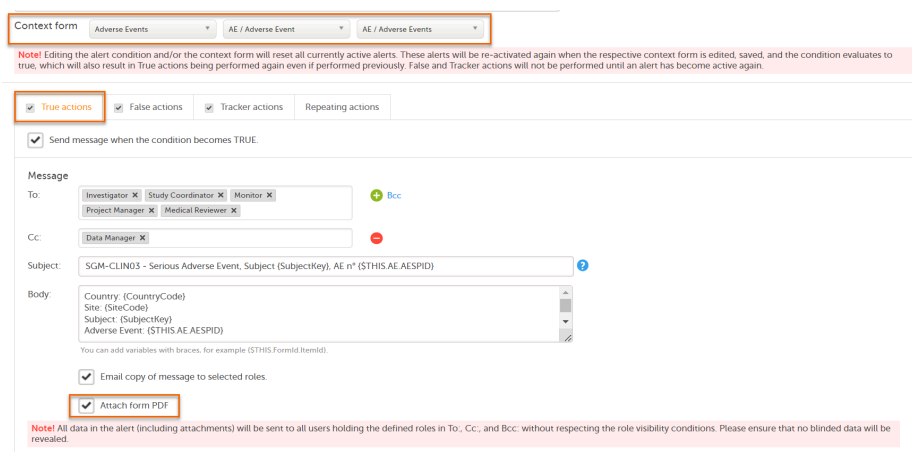 Context form Adverse Events AE / Adverse Event AE / Adverse Events
Note! Editing the alert condition and/or the context form will reset all currently active alerts. These alerts will be re-activated again when the respective context form is edited, saved, and the condition evaluates to
true, which will also result in True actions being performed again even if performed previously. False and Tracker actions will not be performed until an alert has become active again.
True actions False actions Tracker actions Repeating actions
Send message when the condition becomes TRUE.
Message
To: Investigator ✕ Study Coordinator ✕ Monitor ✕ Bcc
Project Manager ✕ Medical Reviewer ✕
Cc: Data Manager ✕
Subject: SGM-CLIN03 - Serious Adverse Event, Subject {SubjectKey}, AE n° {$THIS.AE.AESPID} ?
Body: Country: {CountryCode}
Site: {SiteCode}
Subject: {SubjectKey}
Adverse Event: {$THIS.AE.AESPID}
You can add variables with braces, for example {$THIS.FormId.ItemId}.
Email copy of message to selected roles.
Attach form PDF
Note! All data in the alert (including attachments) will be sent to all users holding the defined roles in To:, Cc:, and Bcc: without respecting the role visibility conditions. Please ensure that no blinded data will be
revealed.